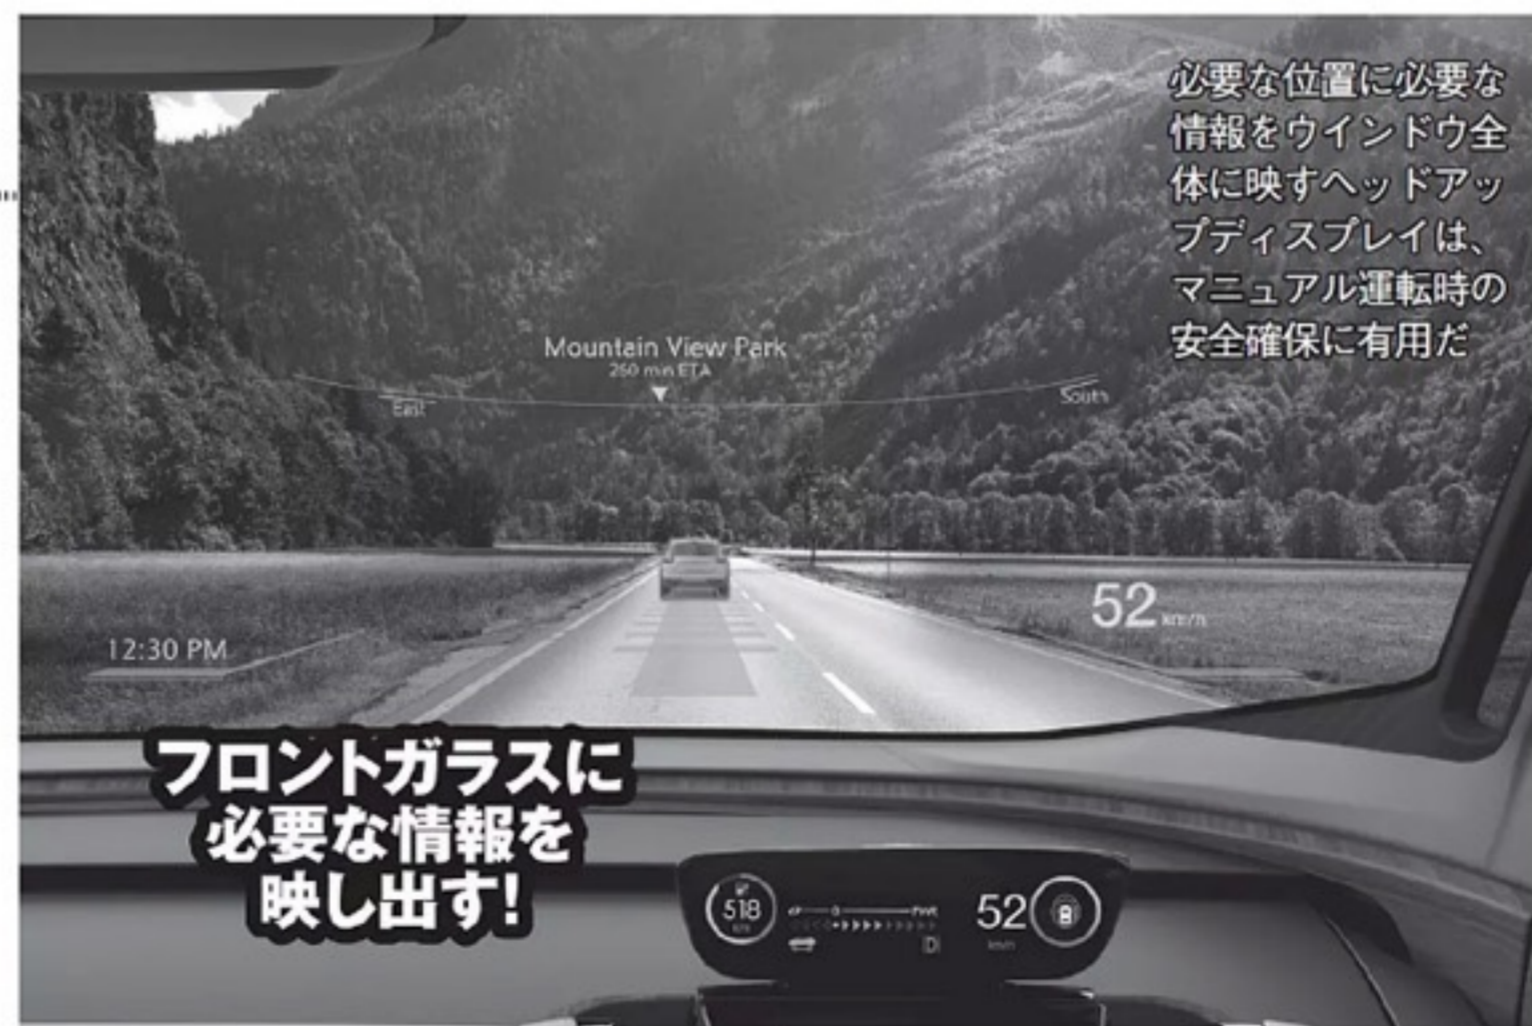 必要な位置に必要な
情報をウインドウ全
体に映すヘッドアッ
プディスプレイは、
マニュアル運転時の
安全確保に有用だ
Mountain View Park
260 min ETA
East
South
52 km/h
12:30 PM
フロントガラスに
必要な情報を
映し出す!
518
52
km/h
D